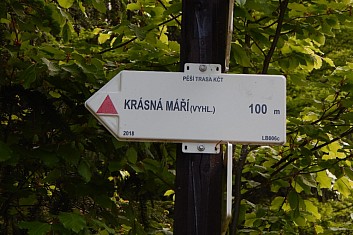 PĚŠÍ TRASA KČT
KRÁSNÁ MÁŘÍ (VYHL.) 100 m
2018 LB006c